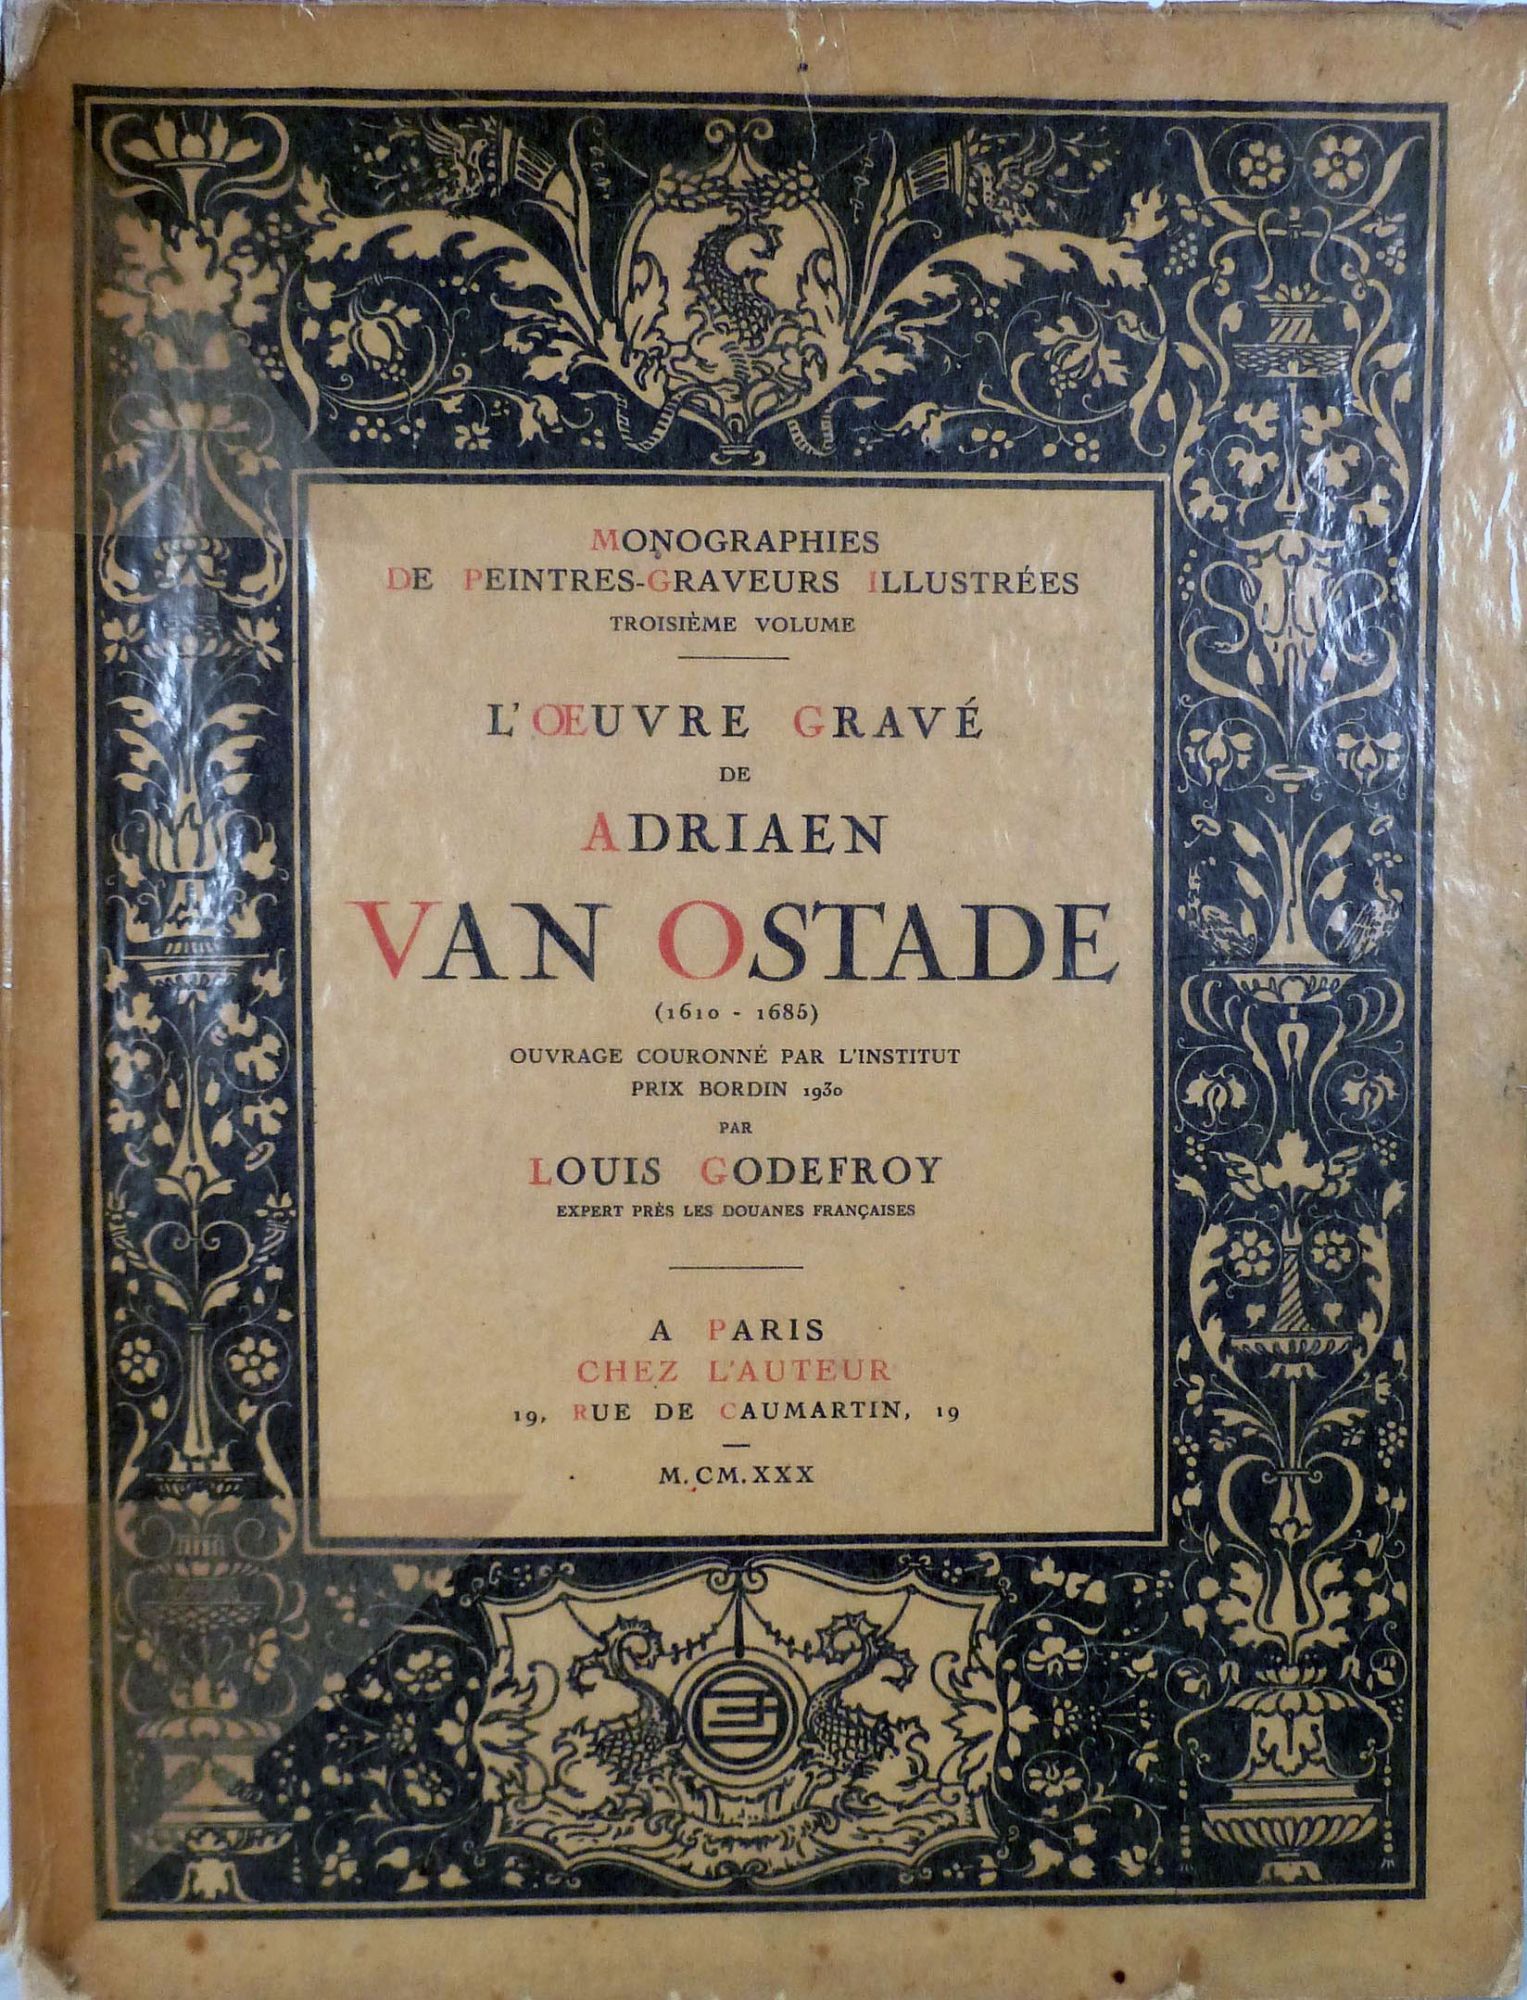 MONOGRAPHIES
DE PEINTRES-GRAVEURS ILLUSTRÉES
TROISIÈME VOLUME
L'ŒUVRE GRAVÉ
DE
ADRIAEN
VAN OSTADE
(1610 - 1685)
OUVRAGE COURONNÉ PAR L'INSTITUT
PRIX BORDIN 1930
PAR
LOUIS GODEFROY
EXPERT PRÈS LES DOUANES FRANÇAISES
A PARIS
CHEZ L'AUTEUR
19, RUE DE CAUMARTIN, 19
M.CM.XXX